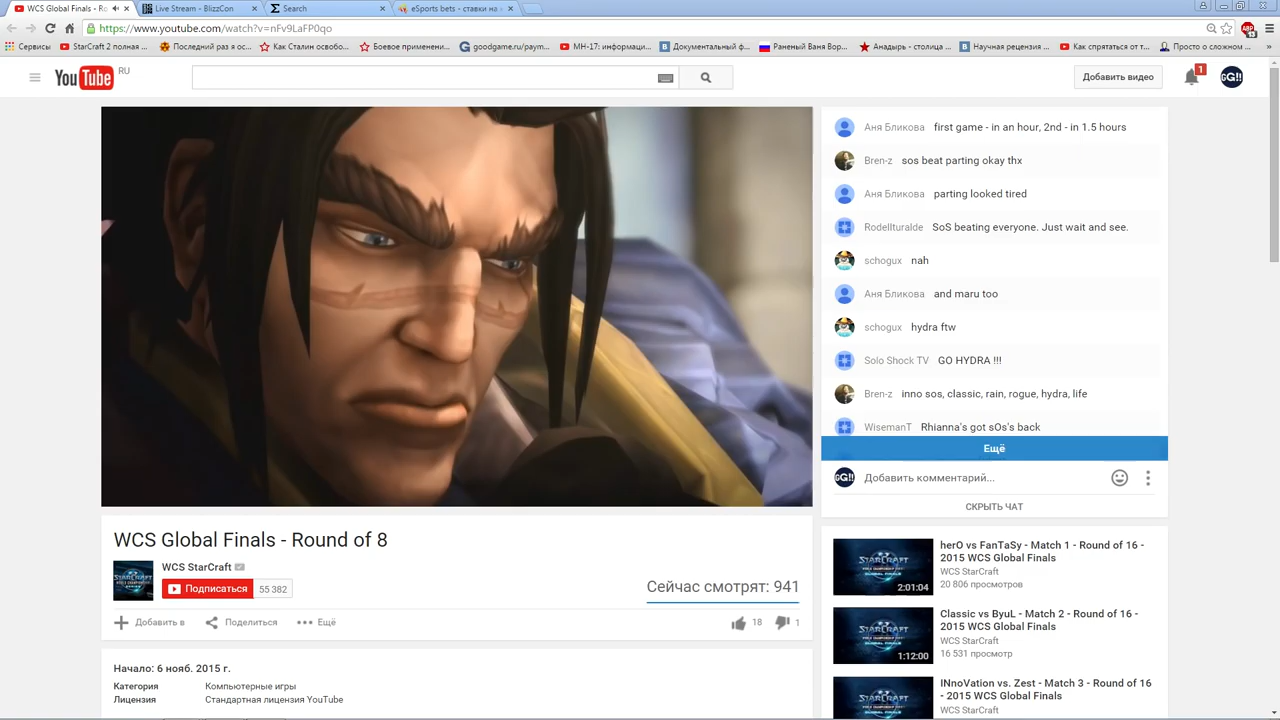 WCS Global Finals - Ro
Live Stream - BlizzCon
Search
eSports bets - ставки на
https://www.youtube.com/watch?v=nFv9LaFP0qo
Сервисы
StarCraft 2 полная ...
Последний раз я ос...
Как Сталин освобо...
Боевое применени...
goodgame.ru/paym...
МН-17: информаци...
Документальный ф...
Раненый Ваня Вор...
Анадырь - столица ...
Научная рецензия ...
Как спрятаться от т...
Просто о сложном ...
YouTube RU
Добавить видео
1
GG!!
Аня Бликова first game - in an hour, 2nd - in 1.5 hours
Bren-z sos beat parting okay thx
Аня Бликова parting looked tired
Rodellturalde SoS beating everyone. Just wait and see.
schogux nah
Аня Бликова and maru too
schogux hydra ftw
Solo Shock TV GO HYDRA !!!
Bren-z inno sos, classic, rain, rogue, hydra, life
WisemanT Rhianna's got sOs's back
Ещё
GG!! Добавить комментарий...
СКРЫТЬ ЧАТ
WCS Global Finals - Round of 8
WCS StarCraft
Подписаться 55 382
Сейчас смотрят: 941
Добавить в
Поделиться
Ещё
18
1
Начало: 6 нояб. 2015 г.
Категория Компьютерные игры
Лицензия Стандартная лицензия YouTube
STARCRAFT
2:01:04
herO vs FanTaSy - Match 1 - Round of 16 -
2015 WCS Global Finals
WCS StarCraft
20 806 просмотров
STARCRAFT
1:12:00
Classic vs ByuL - Match 2 - Round of 16 -
2015 WCS Global Finals
WCS StarCraft
16 531 просмотр
STARCRAFT
INnoVation vs. Zest - Match 3 - Round of 16
- 2015 WCS Global Finals
WCS StarCraft